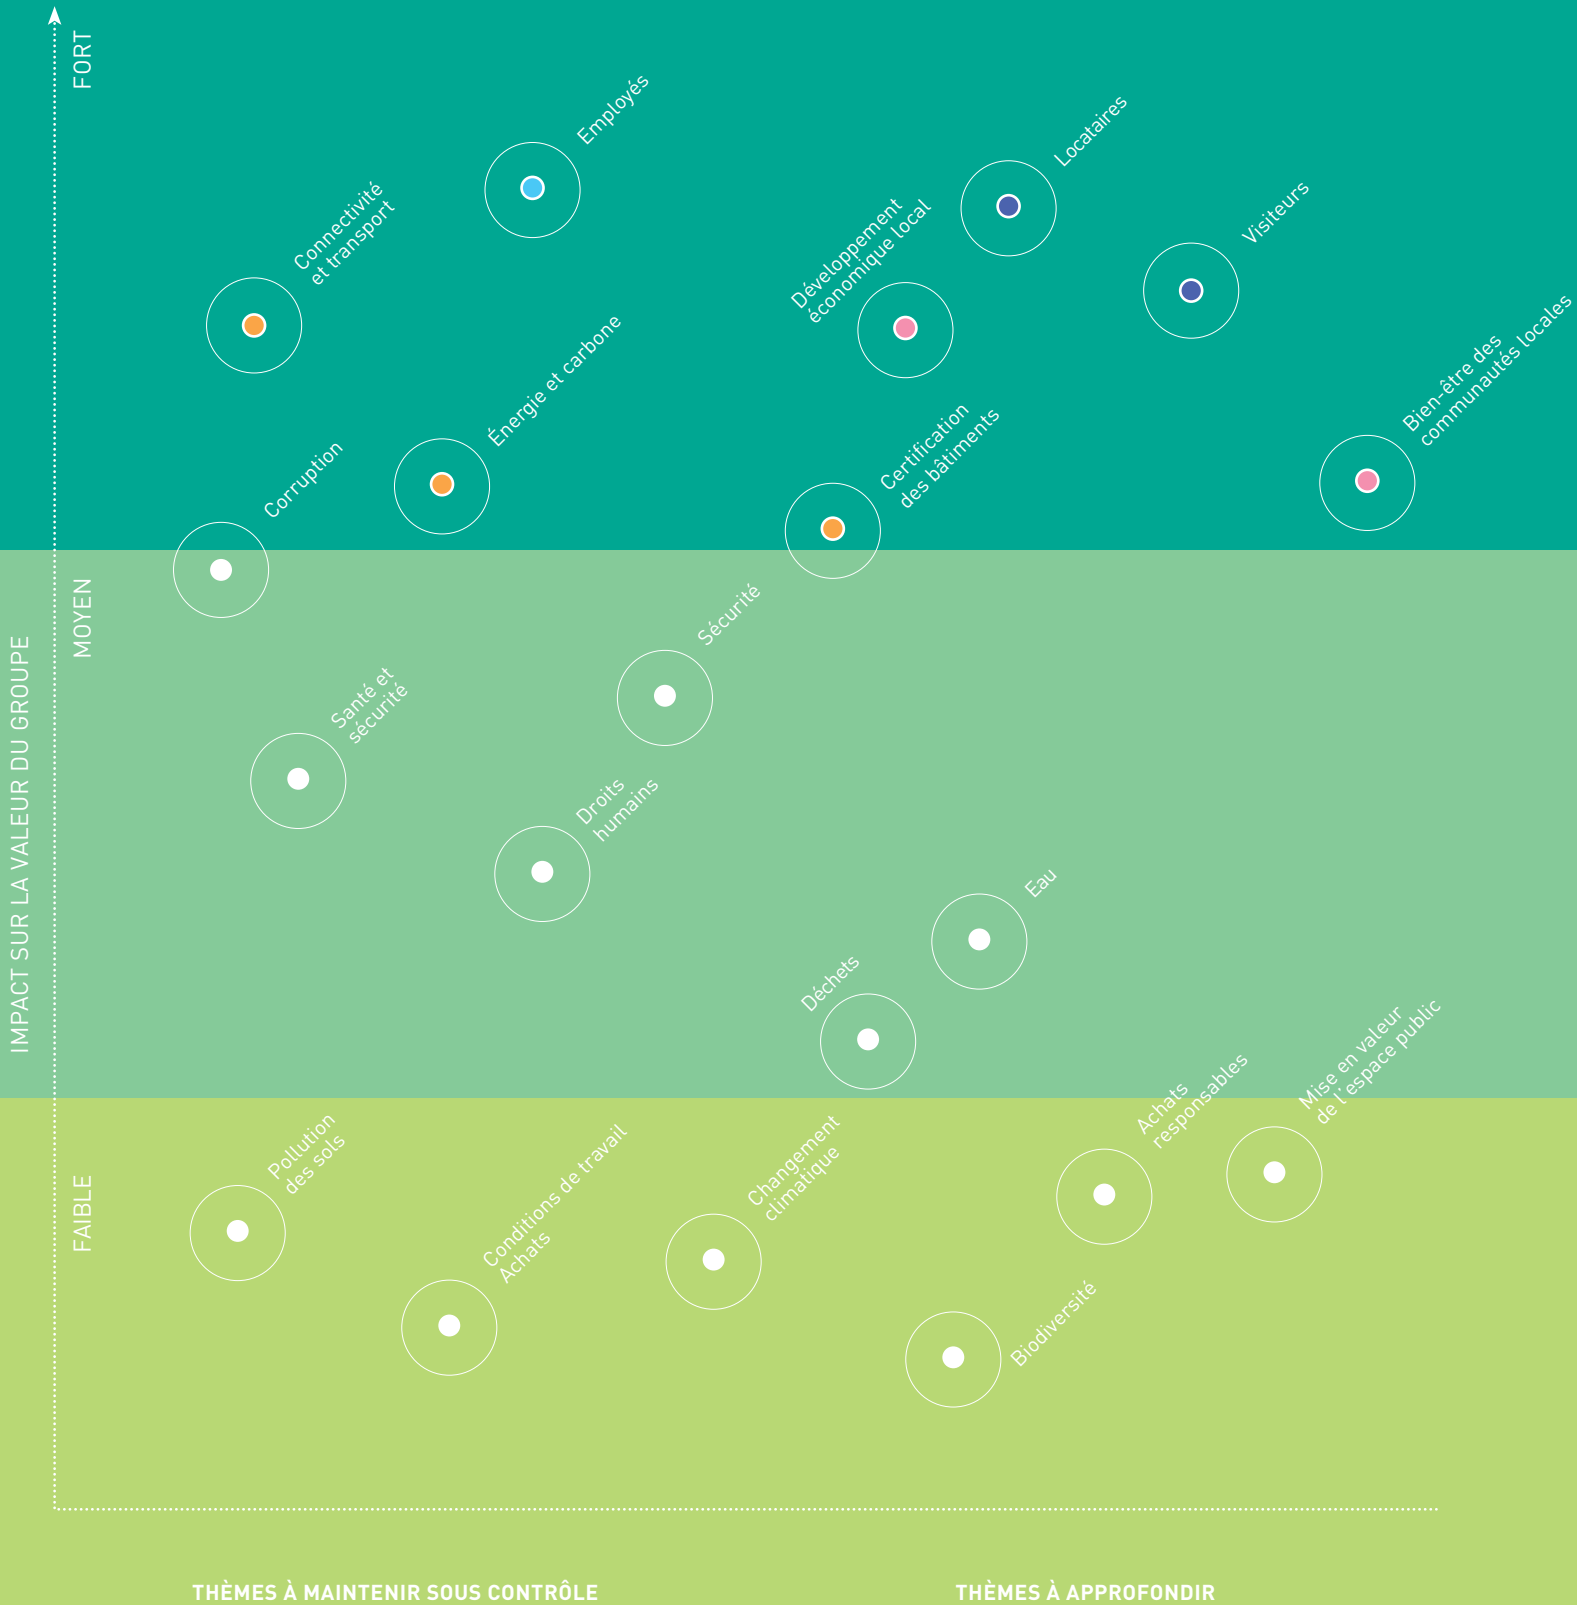 FORT
Employés
Locataires
Connectivité
et transport
Développement
économique local
Visiteurs
Énergie et carbone
Bien-être des
communautés locales
Certification
des bâtiments
Corruption
MOYEN
Sécurité
IMPACT SUR LA VALEUR DU GROUPE
Santé et
sécurité
Droits
humains
Eau
Déchets
Mise en valeur
de l’espace public
Achats
responsables
Pollution
des sols
Conditions de travail
Achats
Changement
climatique
FAIBLE
Biodiversité
THÈMES À MAINTENIR SOUS CONTRÔLE
THÈMES À APPROFONDIR